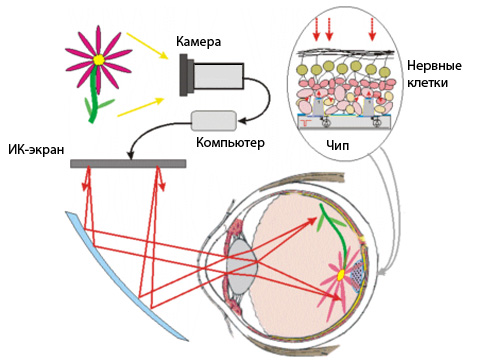 Камера
Нервные
клетки
Компьютер
ИК-экран
Чип